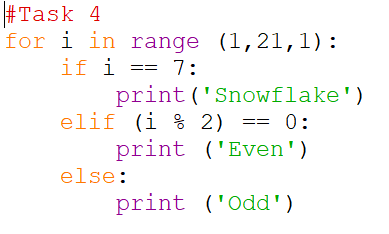 #Task 4
for i in range (1,21,1):
    if i == 7:
        print('Snowflake')
    elif (i % 2) == 0:
        print ('Even')
    else:
        print ('Odd')